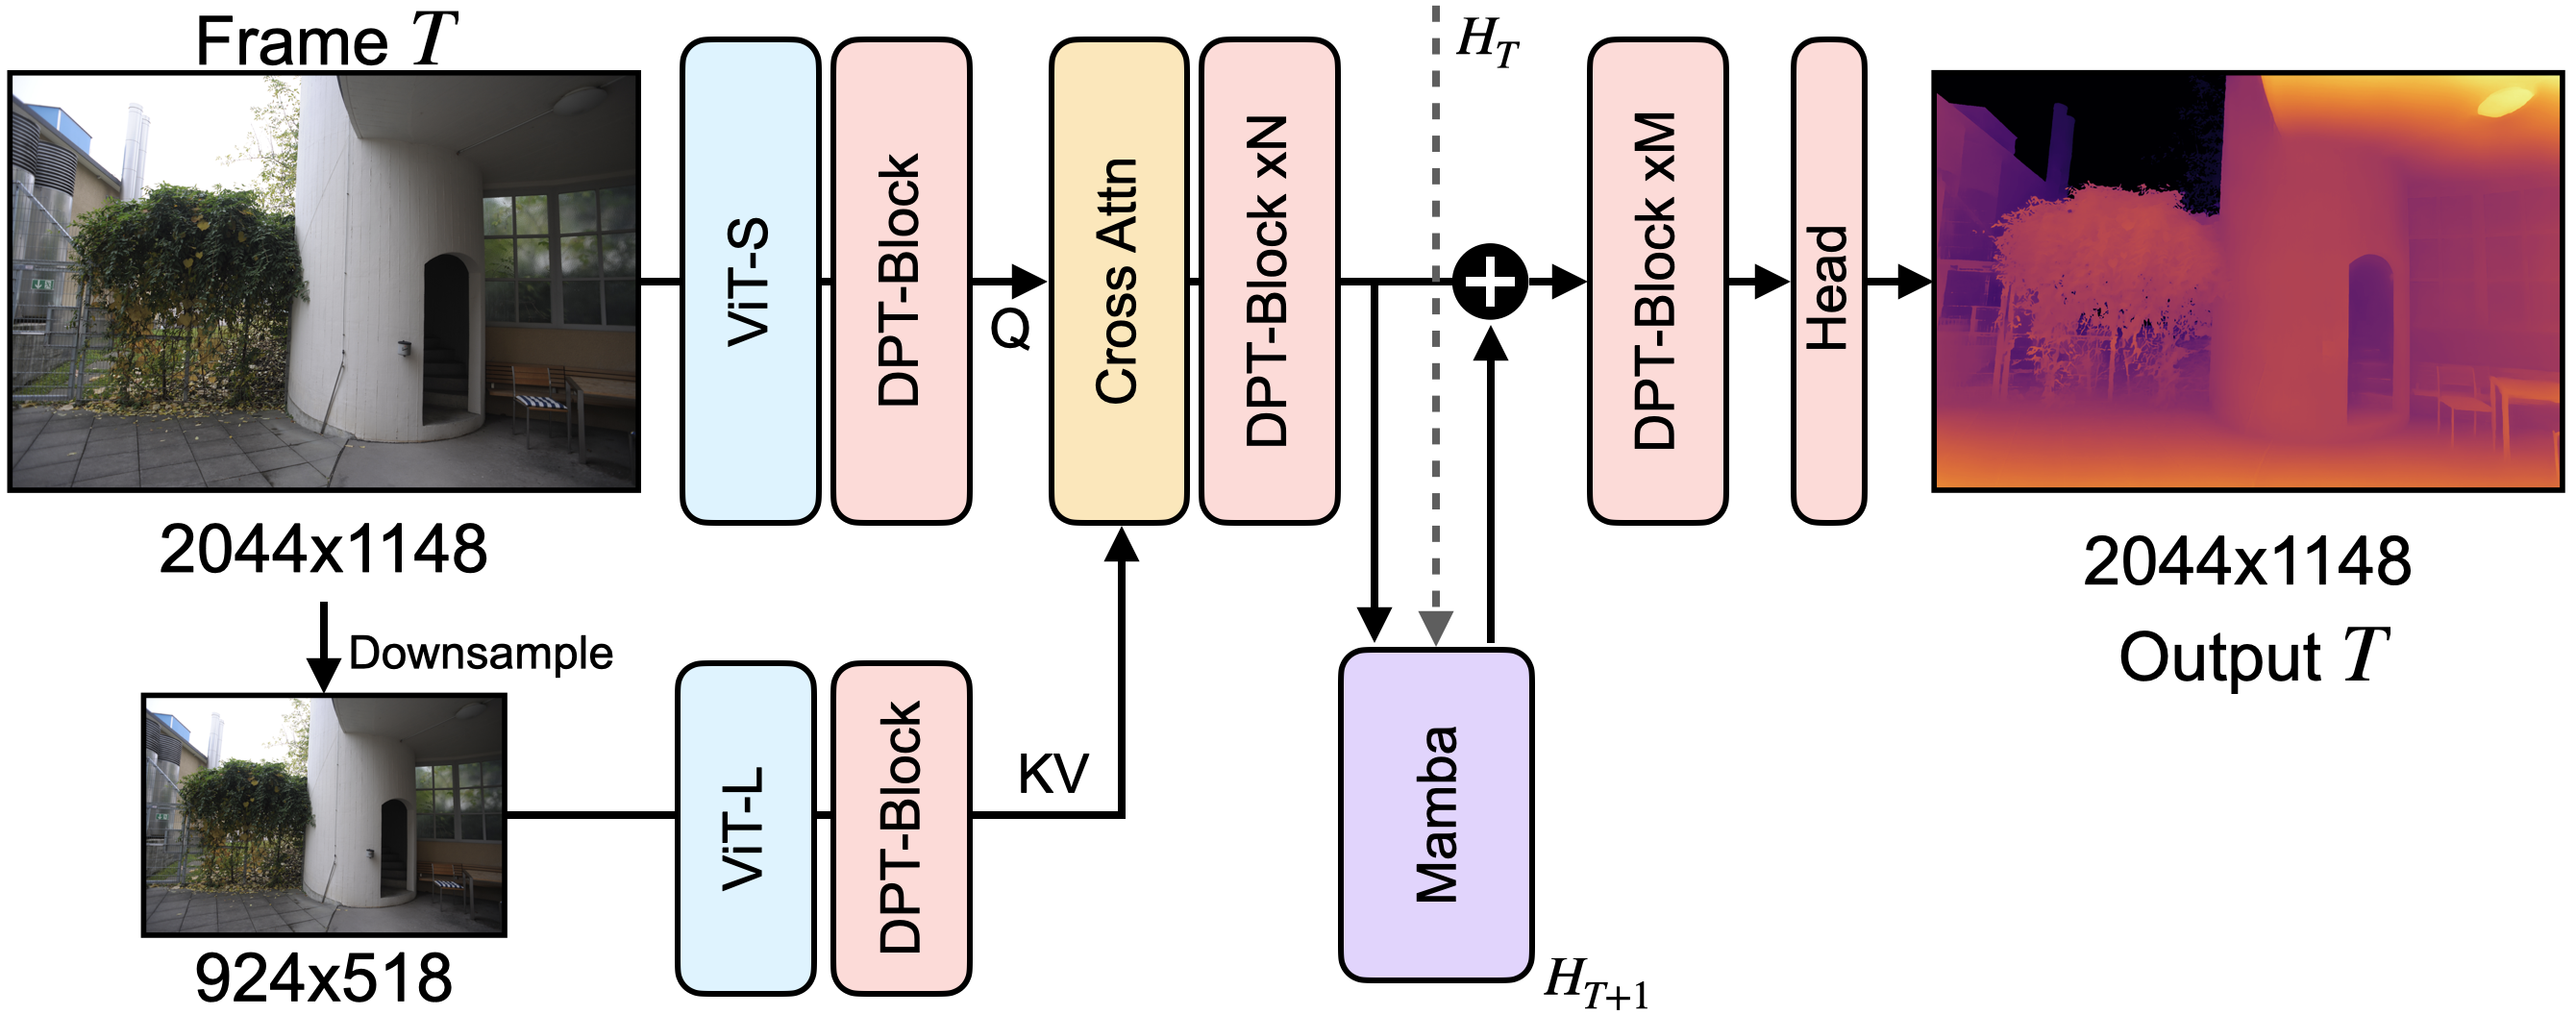 Frame T
2044x1148
Downsample
924x518
ViT-S
DPT-Block
Q
ViT-L
DPT-Block
KV
Cross Attn
DPT-Block xN
H_T
Mamba
H_{T+1}
DPT-Block xM
Head
2044x1148
Output T